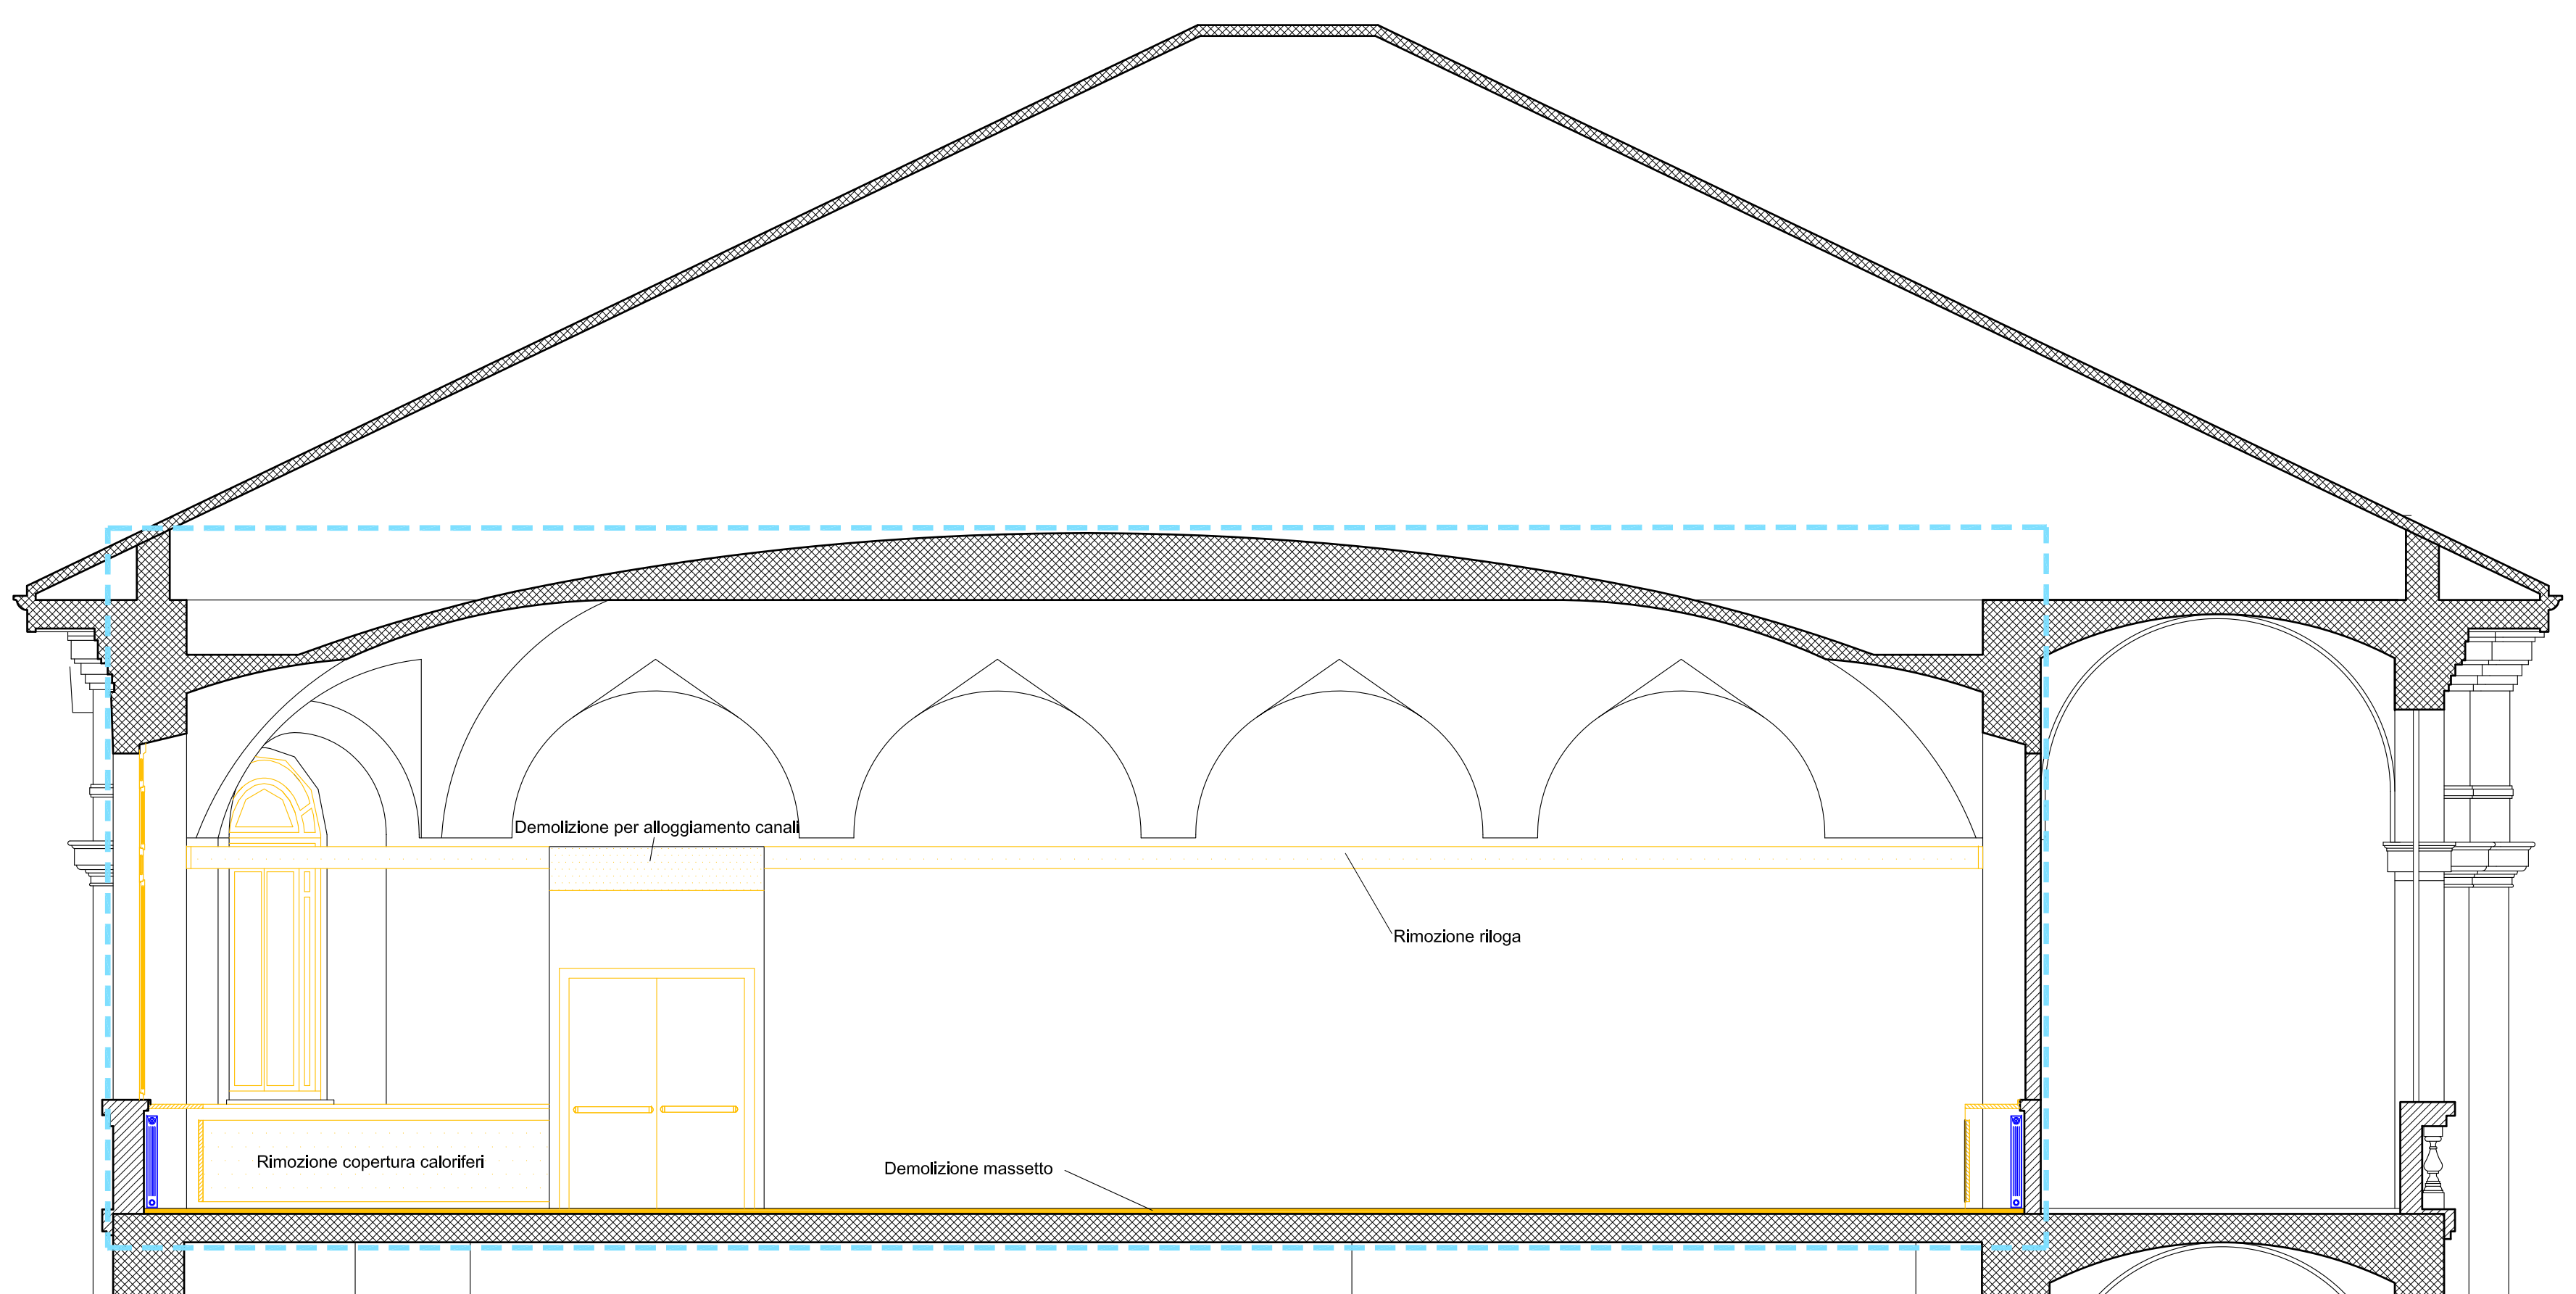 Demolizione per alloggiamento canali
Rimozione riloga
Rimozione copertura caloriferi
Demolizione massetto